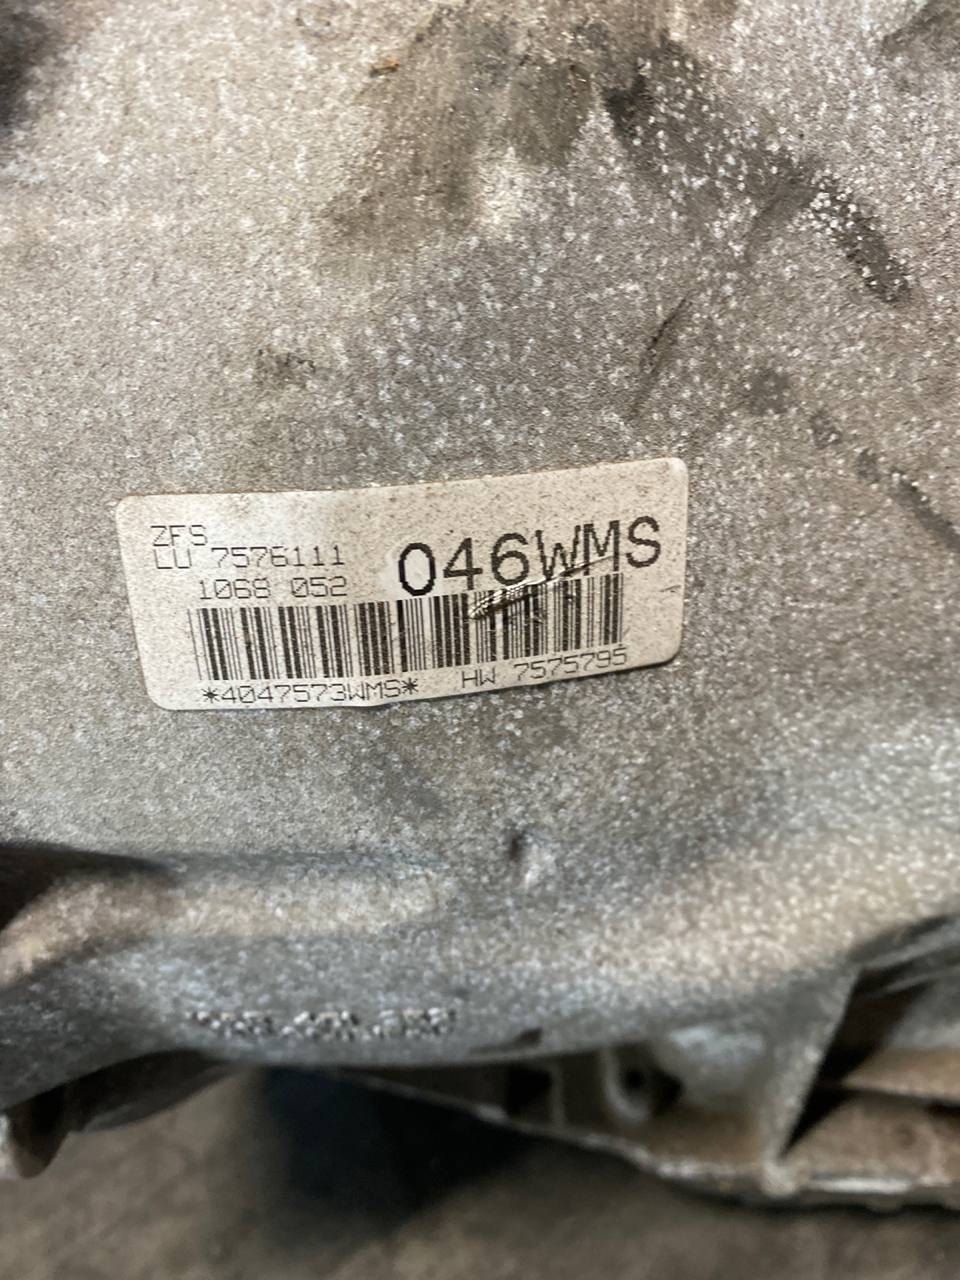 ZFS
LU 7576111
1068 052
046WMS
*4047573WMS*
HW 7575795